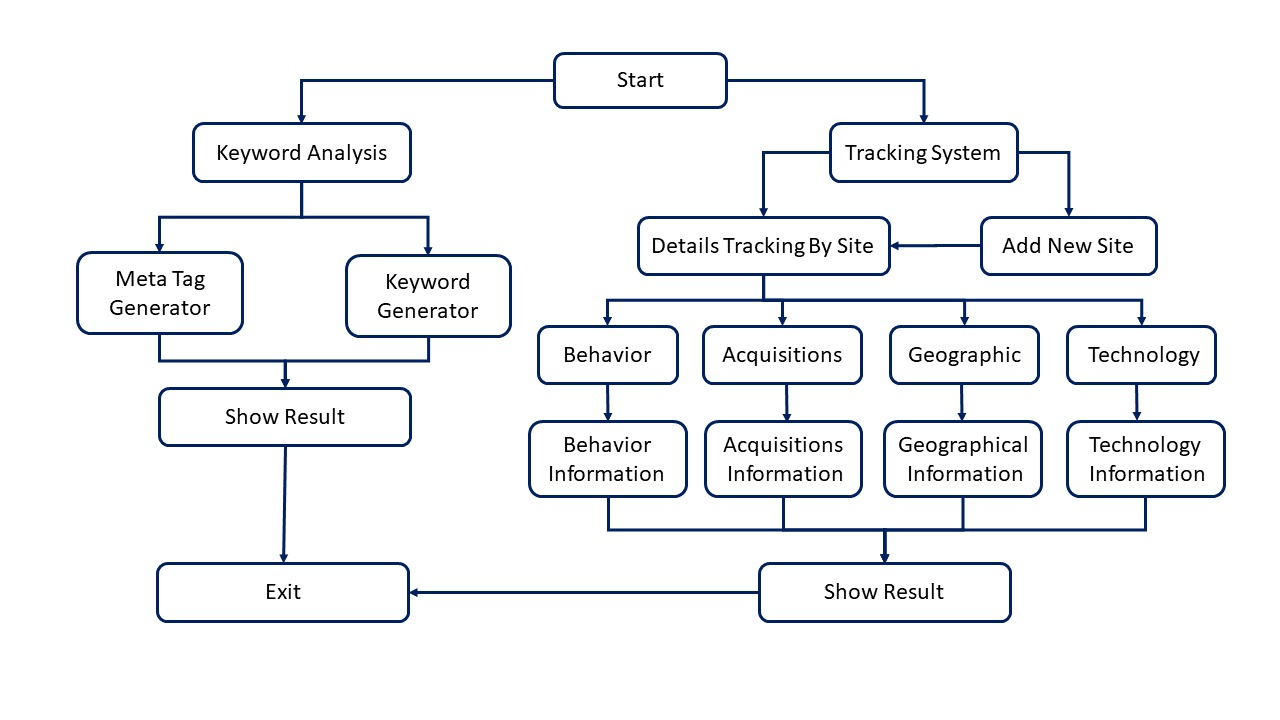 Start
Keyword Analysis
Tracking System
Details Tracking By Site
Add New Site
Meta Tag
Generator
Keyword
Generator
Behavior
Acquisitions
Geographic
Technology
Show Result
Behavior
Information
Acquisitions
Information
Geographical
Information
Technology
Information
Exit
Show Result